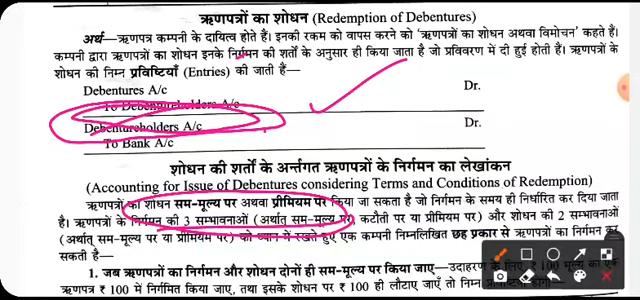 ऋणपत्रों का शोधन (Redemption of Debentures)
अर्थ— ऋणपत्र कम्पनी के दायित्व होते हैं। इनकी रकम को वापस करने को 'ऋणपत्रों का शोधन अथवा विमोचन' कहते हैं।
कम्पनी द्वारा ऋणपत्रों का शोधन इनके निर्गमन की शर्तों के अनुसार ही किया जाता है जो प्रविवरण में दी हुई होती हैं। ऋणपत्रों के
शोधन की निम्न प्रविष्टियाँ (Entries) की जाती हैं—
Debentures A/c Dr.
To Debentureholders A/c
Debentureholders A/c Dr.
To Bank A/c
शोधन की शर्तों के अर्न्तगत ऋणपत्रों के निर्गमन का लेखांकन
(Accounting for Issue of Debentures considering Terms and Conditions of Redemption)
ऋणपत्रों का शोधन सम-मूल्य पर अथवा प्रीमियम पर किया जा सकता है जो निर्गमन के समय ही निर्धारित कर दिया जाता
है। ऋणपत्रों के निर्गमन की 3 सम्भावनाओं (अर्थात् सम-मूल्य पर, कटौती पर या प्रीमियम पर) और शोधन की 2 सम्भावनाओं
(अर्थात् सम-मूल्य पर या प्रीमियम पर) को ध्यान में रखते हुए एक कम्पनी निम्नलिखित छह प्रकार से ऋणपत्रों का निर्गमन कर
सकती है—
1. जब ऋणपत्रों का निर्गमन और शोधन दोनों ही सम-मूल्य पर किया जाए— उदाहरण के लिए, ₹ 100 मूल्य का
ऋणपत्र ₹ 100 में निर्गमित किया जाए, तथा इसके शोधन पर ₹ 100 ही लौटाए जाएँ तो निम्न